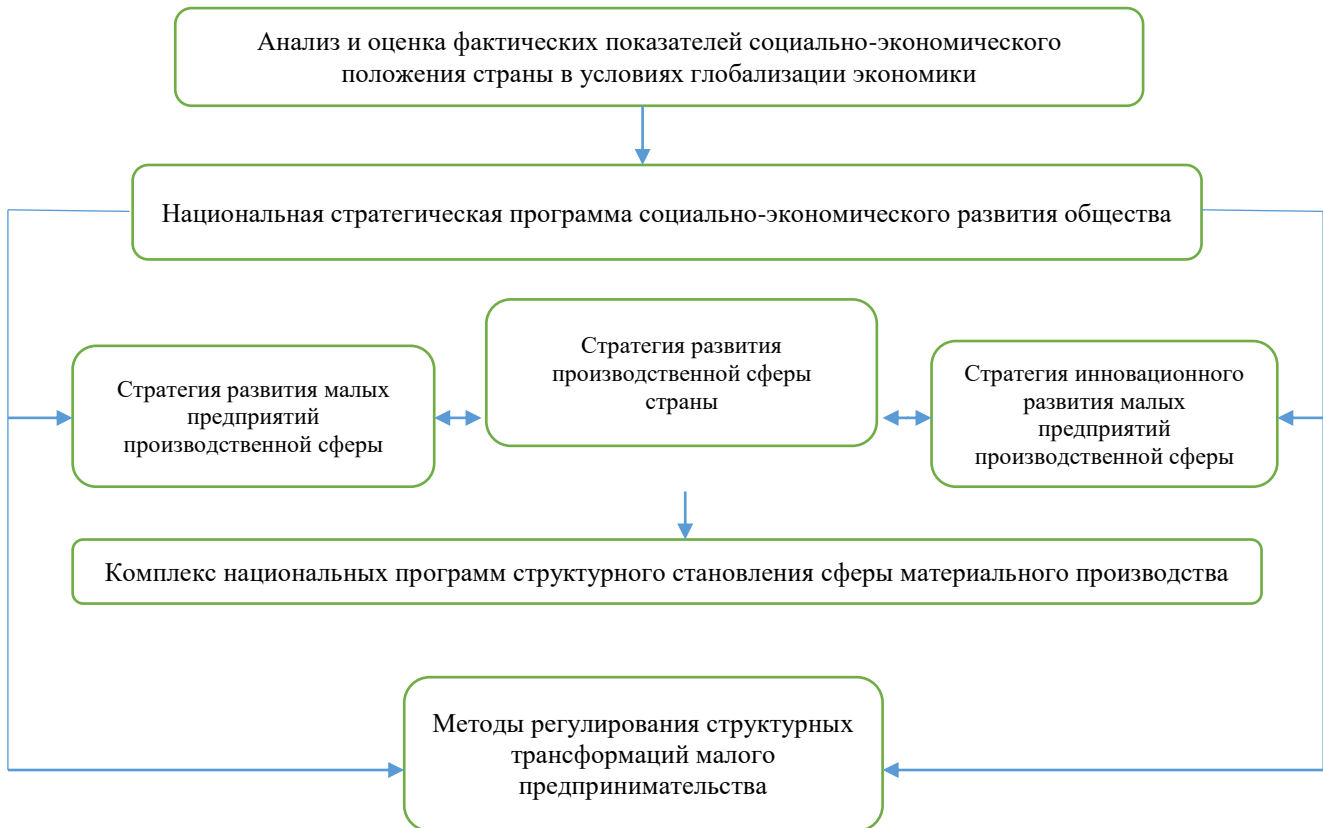 Анализ и оценка фактических показателей социально-экономического
положения страны в условиях глобализации экономики
Национальная стратегическая программа социально-экономического развития общества
Стратегия развития малых
предприятий
производственной сферы
Стратегия развития
производственной сферы
страны
Стратегия инновационного
развития малых
предприятий
производственной сферы
Комплекс национальных программ структурного становления сферы материального производства
Методы регулирования структурных
трансформаций малого
предпринимательства